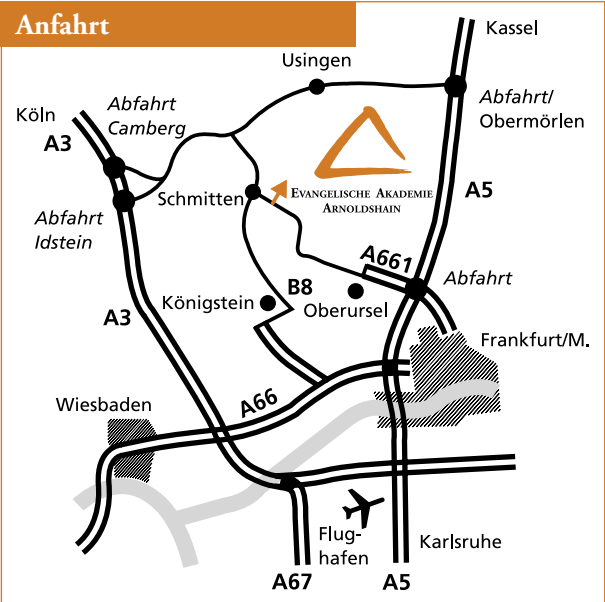 Anfahrt
Kassel
Usingen
Abfahrt
Camberg
Köln
A3
Abfahrt/
Obermörlen
Schmitten
EVANGELISCHE AKADEMIE
ARNOLDSHAIN
A5
Abfahrt
Idstein
A661
Abfahrt
B8
Königstein
Oberursel
A3
Frankfurt/M.
Wiesbaden
A66
Flug-
hafen
Karlsruhe
A67
A5